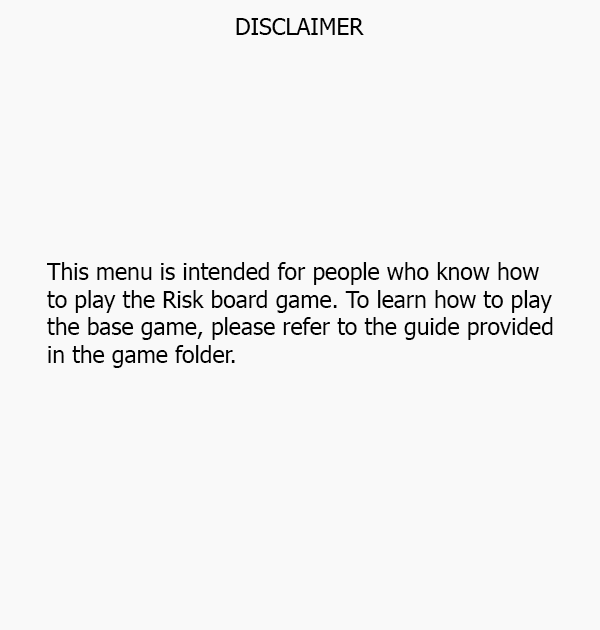 DISCLAIMER
This menu is intended for people who know how
to play the Risk board game. To learn how to play
the base game, please refer to the guide provided
in the game folder.